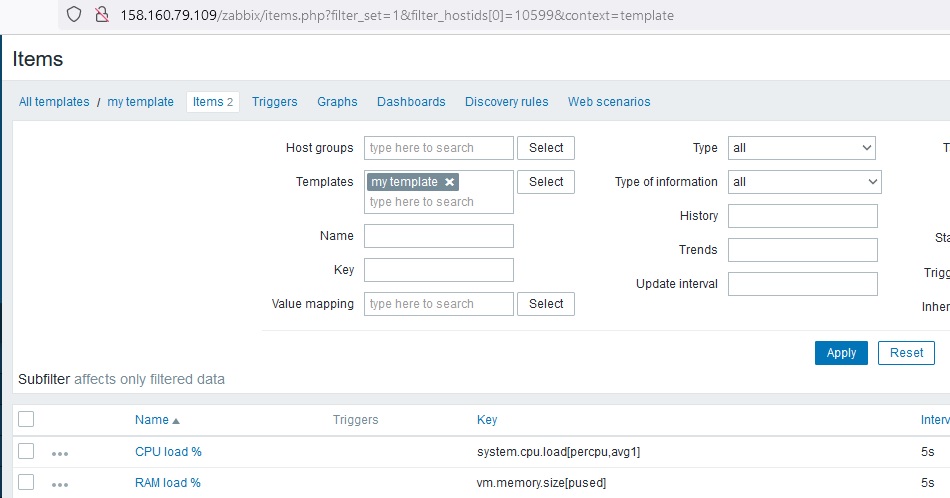 158.160.79.109/zabbix/items.php?filter_set=1&filter_hostids[0]=10599&context=template
Items
All templates / my template Items 2 Triggers Graphs Dashboards Discovery rules Web scenarios
Host groups type here to search Select Type all T
Templates my template type here to search Select Type of information all
History
Name Trends Sta
Key Update interval Trigg
Value mapping type here to search Select Inher
Apply Reset
Subfilter affects only filtered data
Name Triggers Key Interv
CPU load % system.cpu.load[percpu,avg1] 5s
RAM load % vm.memory.size[pused] 5s